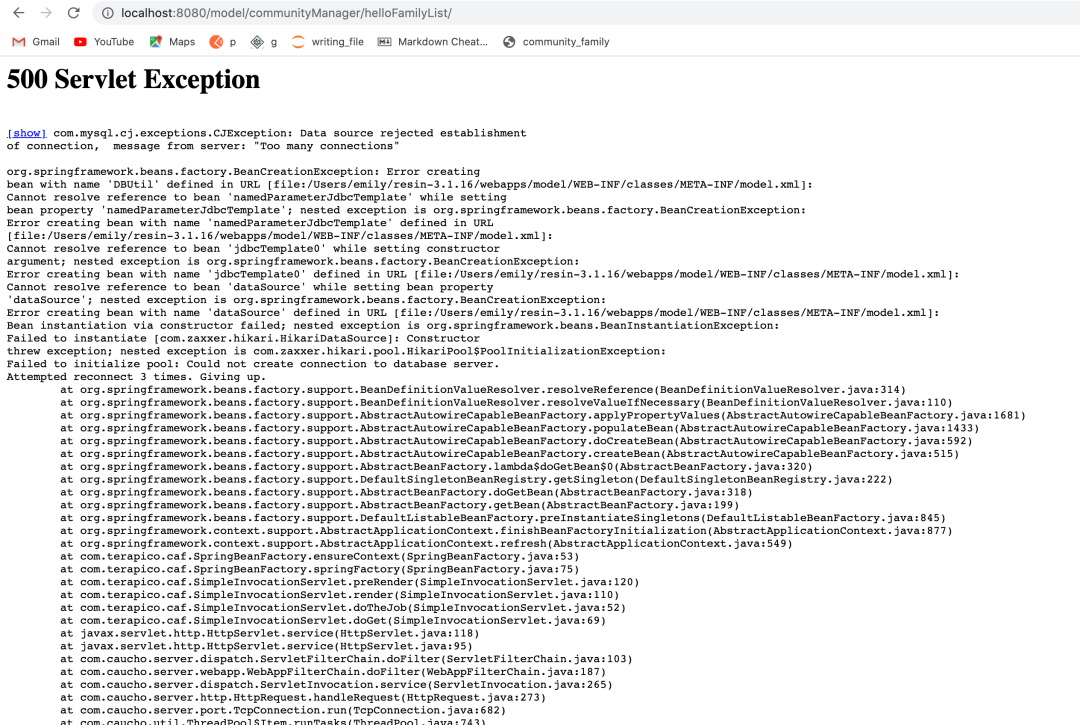 localhost:8080/model/communityManager/helloFamilyList/
Gmail YouTube Maps p g writing_file Markdown Cheat... community_family
500 Servlet Exception
[show] com.mysql.cj.exceptions.CJException: Data source rejected establishment
of connection,  message from server: "Too many connections"
org.springframework.beans.factory.BeanCreationException: Error creating
bean with name 'DBUtil' defined in URL [file:/Users/emily/resin-3.1.16/webapps/model/WEB-INF/classes/META-INF/model.xml]:
Cannot resolve reference to bean 'namedParameterJdbcTemplate' while setting
bean property 'namedParameterJdbcTemplate'; nested exception is org.springframework.beans.factory.BeanCreationException:
Error creating bean with name 'namedParameterJdbcTemplate' defined in URL
[file:/Users/emily/resin-3.1.16/webapps/model/WEB-INF/classes/META-INF/model.xml]:
Cannot resolve reference to bean 'jdbcTemplate0' while setting constructor
argument; nested exception is org.springframework.beans.factory.BeanCreationException:
Error creating bean with name 'jdbcTemplate0' defined in URL [file:/Users/emily/resin-3.1.16/webapps/model/WEB-INF/classes/META-INF/model.xml]:
Cannot resolve reference to bean 'dataSource' while setting bean property
'dataSource'; nested exception is org.springframework.beans.factory.BeanCreationException:
Error creating bean with name 'dataSource' defined in URL [file:/Users/emily/resin-3.1.16/webapps/model/WEB-INF/classes/META-INF/model.xml]:
Bean instantiation via constructor failed; nested exception is org.springframework.beans.BeanInstantiationException:
Failed to instantiate [com.zaxxer.hikari.HikariDataSource]: Constructor
threw exception; nested exception is com.zaxxer.hikari.pool.HikariPool$PoolInitializationException:
Failed to initialize pool: Could not create connection to database server.
Attempted reconnect 3 times. Giving up.
at org.springframework.beans.factory.support.BeanDefinitionValueResolver.resolveReference(BeanDefinitionValueResolver.java:314)
at org.springframework.beans.factory.support.BeanDefinitionValueResolver.resolveValueIfNecessary(BeanDefinitionValueResolver.java:110)
at org.springframework.beans.factory.support.AbstractAutowireCapableBeanFactory.applyPropertyValues(AbstractAutowireCapableBeanFactory.java:1681)
at org.springframework.beans.factory.support.AbstractAutowireCapableBeanFactory.populateBean(AbstractAutowireCapableBeanFactory.java:1433)
at org.springframework.beans.factory.support.AbstractAutowireCapableBeanFactory.doCreateBean(AbstractAutowireCapableBeanFactory.java:592)
at org.springframework.beans.factory.support.AbstractAutowireCapableBeanFactory.createBean(AbstractAutowireCapableBeanFactory.java:515)
at org.springframework.beans.factory.support.AbstractBeanFactory.lambda$doGetBean$0(AbstractBeanFactory.java:320)
at org.springframework.beans.factory.support.DefaultSingletonBeanRegistry.getSingleton(DefaultSingletonBeanRegistry.java:222)
at org.springframework.beans.factory.support.AbstractBeanFactory.doGetBean(AbstractBeanFactory.java:318)
at org.springframework.beans.factory.support.AbstractBeanFactory.getBean(AbstractBeanFactory.java:199)
at org.springframework.beans.factory.support.DefaultListableBeanFactory.preInstantiateSingletons(DefaultListableBeanFactory.java:845)
at org.springframework.context.support.AbstractApplicationContext.finishBeanFactoryInitialization(AbstractApplicationContext.java:877)
at org.springframework.context.support.AbstractApplicationContext.refresh(AbstractApplicationContext.java:549)
at com.terapico.caf.SpringBeanFactory.ensureContext(SpringBeanFactory.java:53)
at com.terapico.caf.SpringBeanFactory.springFactory(SpringBeanFactory.java:75)
at com.terapico.caf.SimpleInvocationServlet.preRender(SimpleInvocationServlet.java:120)
at com.terapico.caf.SimpleInvocationServlet.render(SimpleInvocationServlet.java:110)
at com.terapico.caf.SimpleInvocationServlet.doTheJob(SimpleInvocationServlet.java:52)
at com.terapico.caf.SimpleInvocationServlet.doGet(SimpleInvocationServlet.java:69)
at javax.servlet.http.HttpServlet.service(HttpServlet.java:118)
at javax.servlet.http.HttpServlet.service(HttpServlet.java:95)
at com.caucho.server.dispatch.ServletFilterChain.doFilter(ServletFilterChain.java:103)
at com.caucho.server.webapp.WebAppFilterChain.doFilter(WebAppFilterChain.java:187)
at com.caucho.server.dispatch.ServletInvocation.service(ServletInvocation.java:265)
at com.caucho.server.http.HttpRequest.handleRequest(HttpRequest.java:273)
at com.caucho.server.port.TcpConnection.run(TcpConnection.java:682)
at com.caucho.util.ThreadPool$Item.runTasks(ThreadPool.java:743)